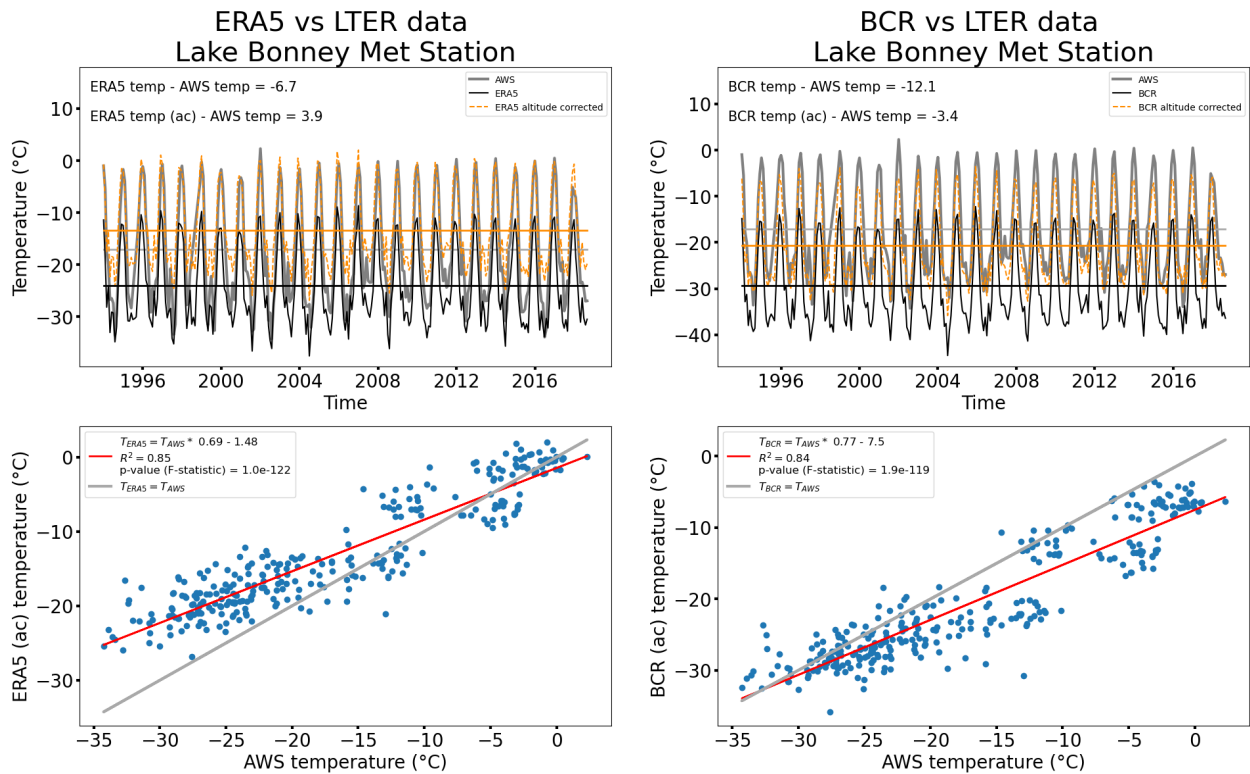 ERA5 vs LTER data
Lake Bonney Met Station
ERA5 temp - AWS temp = -6.7
ERA5 temp (ac) - AWS temp = 3.9
AWS
ERA5
ERA5 altitude corrected
Temperature (°C)
10
0
−10
−20
−30
1996
2000
2004
2008
2012
2016
Time
BCR vs LTER data
Lake Bonney Met Station
BCR temp - AWS temp = -12.1
BCR temp (ac) - AWS temp = -3.4
AWS
BCR
BCR altitude corrected
Temperature (°C)
10
0
−10
−20
−30
−40
1996
2000
2004
2008
2012
2016
Time
T_ERA5 = T_AWS * 0.69 - 1.48
R² = 0.85
p-value (F-statistic) = 1.0e-122
T_ERA5 = T_AWS
ERA5 (ac) temperature (°C)
0
−10
−20
−30
−35
−30
−25
−20
−15
−10
−5
0
AWS temperature (°C)
T_BCR = T_AWS * 0.77 - 7.5
R² = 0.84
p-value (F-statistic) = 1.9e-119
T_BCR = T_AWS
BCR (ac) temperature (°C)
0
−10
−20
−30
−35
−30
−25
−20
−15
−10
−5
0
AWS temperature (°C)